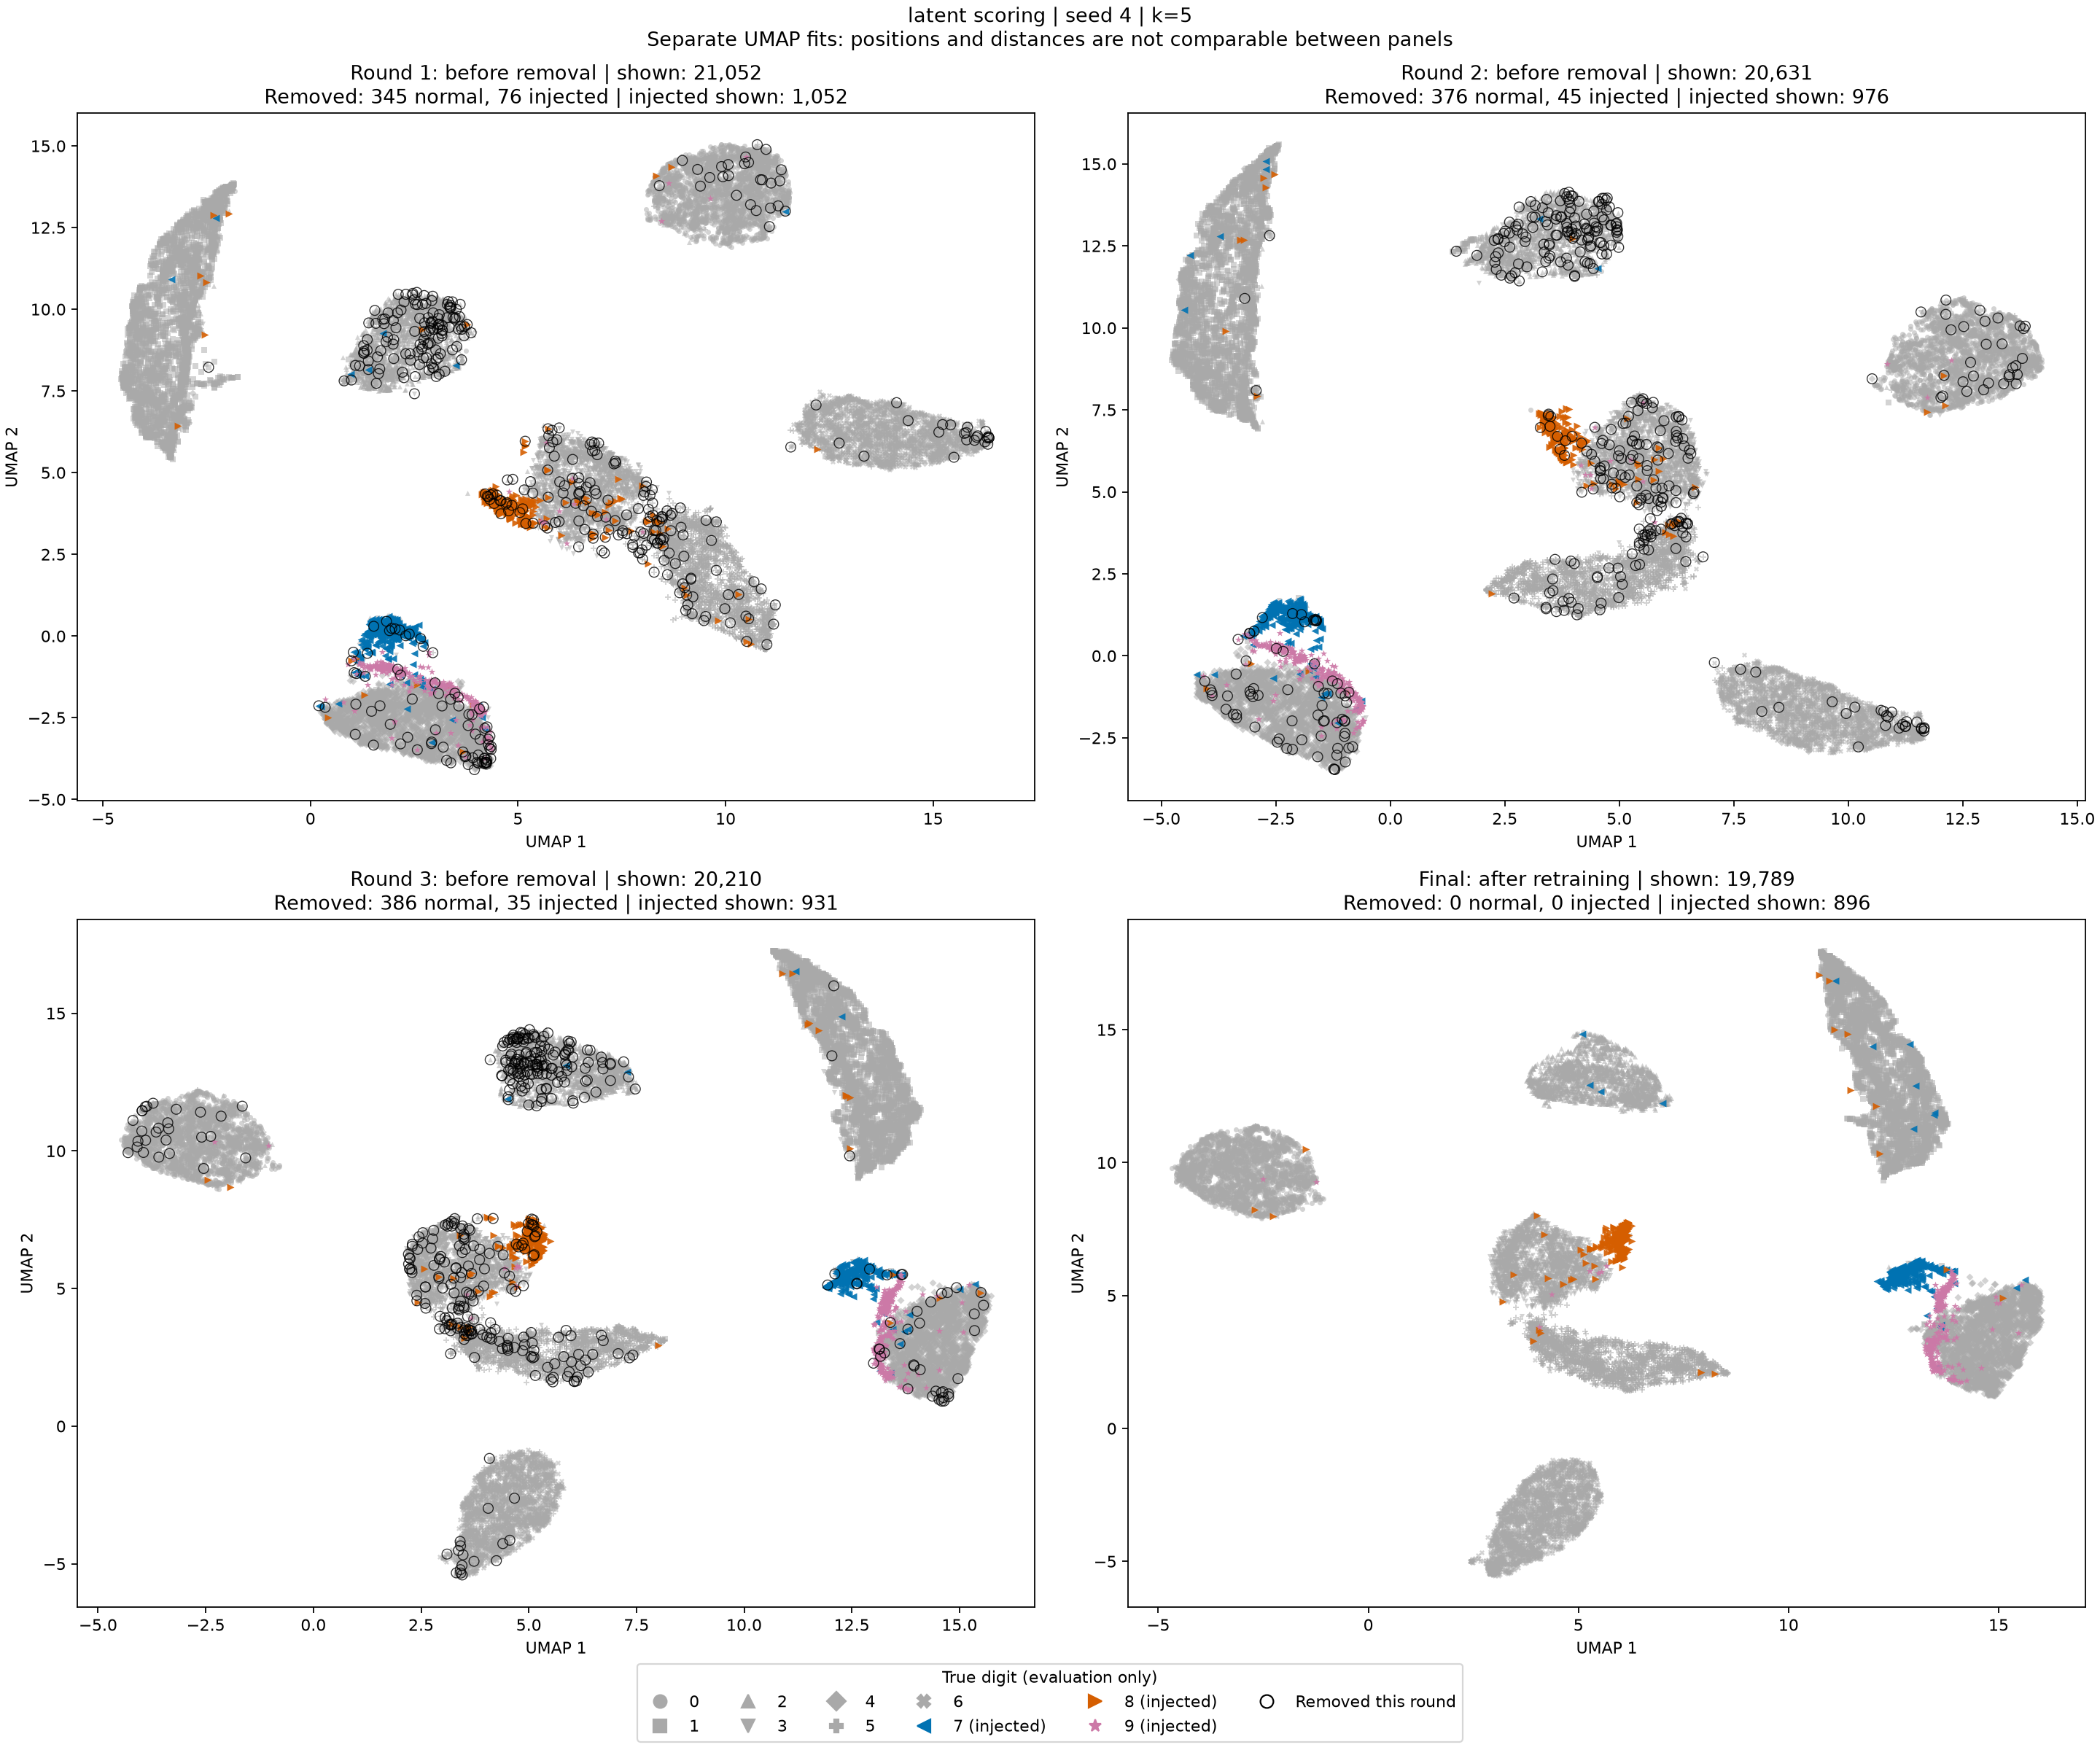 latent scoring | seed 4 | k=5
Separate UMAP fits: positions and distances are not comparable between panels
Round 1: before removal | shown: 21,052
Removed: 345 normal, 76 injected | injected shown: 1,052
15.0
12.5
10.0
7.5
5.0
2.5
0.0
−2.5
−5.0
UMAP 2
−5
0
5
10
15
UMAP 1
Round 2: before removal | shown: 20,631
Removed: 376 normal, 45 injected | injected shown: 976
15.0
12.5
10.0
7.5
5.0
2.5
0.0
−2.5
UMAP 2
−5.0
−2.5
0.0
2.5
5.0
7.5
10.0
12.5
15.0
UMAP 1
Round 3: before removal | shown: 20,210
Removed: 386 normal, 35 injected | injected shown: 931
15
10
5
0
−5
UMAP 2
−5.0
−2.5
0.0
2.5
5.0
7.5
10.0
12.5
15.0
UMAP 1
Final: after retraining | shown: 19,789
Removed: 0 normal, 0 injected | injected shown: 896
15
10
5
0
−5
UMAP 2
−5
0
5
10
15
UMAP 1
True digit (evaluation only)
0
1
2
3
4
5
6
7 (injected)
8 (injected)
9 (injected)
Removed this round